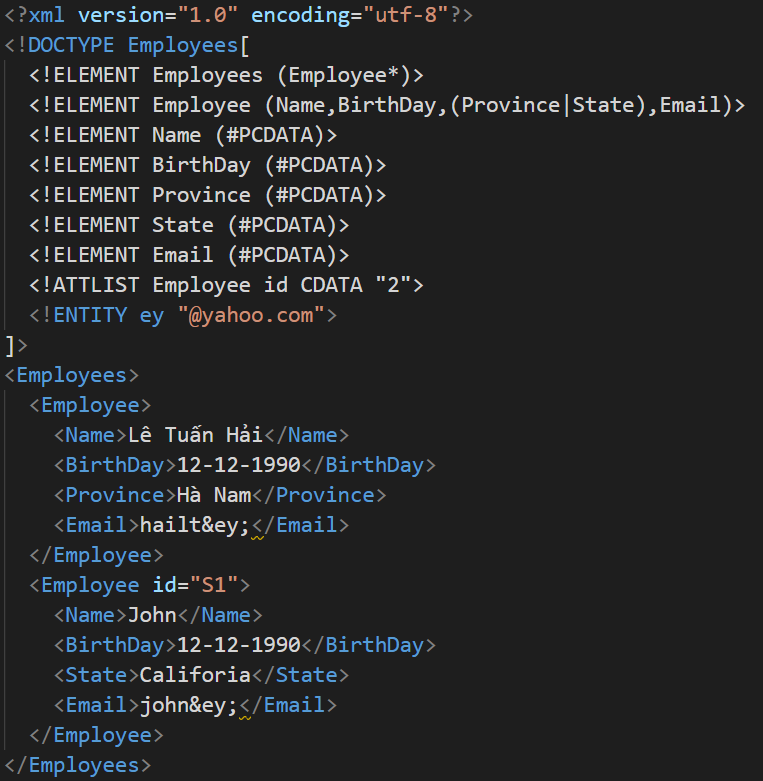 <?xml version="1.0" encoding="utf-8"?>
<!DOCTYPE Employees[
<!ELEMENT Employees (Employee*)>
<!ELEMENT Employee (Name,BirthDay,(Province|State),Email)>
<!ELEMENT Name (#PCDATA)>
<!ELEMENT BirthDay (#PCDATA)>
<!ELEMENT Province (#PCDATA)>
<!ELEMENT State (#PCDATA)>
<!ELEMENT Email (#PCDATA)>
<!ATTLIST Employee id CDATA "2">
<!ENTITY ey "@yahoo.com">
]>
<Employees>
<Employee>
<Name>Lê Tuấn Hải</Name>
<BirthDay>12-12-1990</BirthDay>
<Province>Hà Nam</Province>
<Email>hailt&ey;</Email>
</Employee>
<Employee id="S1">
<Name>John</Name>
<BirthDay>12-12-1990</BirthDay>
<State>Califoria</State>
<Email>john&ey;</Email>
</Employee>
</Employees>